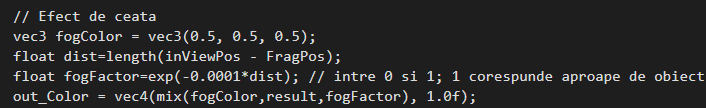 // Efect de ceata
vec3 fogColor = vec3(0.5, 0.5, 0.5);
float dist=length(inViewPos - FragPos);
float fogFactor=exp(-0.0001*dist); // intre 0 si 1; 1 corespunde aproape de obiect
out_Color = vec4(mix(fogColor,result,fogFactor), 1.0f);